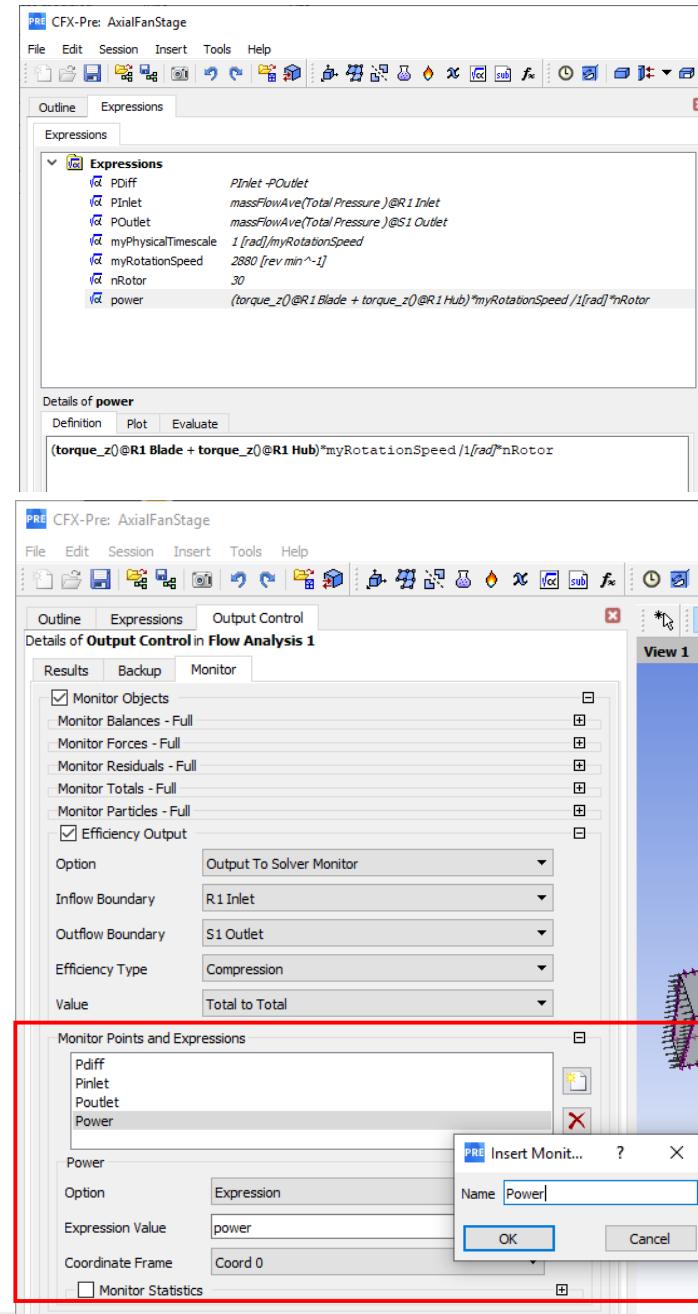 PRE CFX-Pre: AxialFanStage
File Edit Session Insert Tools Help
Outline Expressions
Expressions
Expressions
PDiff PInlet -POutlet
PInlet massFlowAve(Total Pressure )@R1 Inlet
POutlet massFlowAve(Total Pressure )@S1 Outlet
myPhysicalTimescale 1 [rad]/myRotationSpeed
myRotationSpeed 2880 [rev min^-1]
nRotor 30
power (torque_z()@R1 Blade + torque_z()@R1 Hub)*myRotationSpeed /1[rad]*nRotor
Details of power
Definition Plot Evaluate
(torque_z()@R1 Blade + torque_z()@R1 Hub)*myRotationSpeed /1[rad]*nRotor
PRE CFX-Pre: AxialFanStage
File Edit Session Insert Tools Help
Outline Expressions Output Control
Details of Output Control in Flow Analysis 1
View 1
Results Backup Monitor
Monitor Objects
Monitor Balances - Full
Monitor Forces - Full
Monitor Residuals - Full
Monitor Totals - Full
Monitor Particles - Full
Efficiency Output
Option Output To Solver Monitor
Inflow Boundary R1 Inlet
Outflow Boundary S1 Outlet
Efficiency Type Compression
Value Total to Total
Monitor Points and Expressions
Pdiff
Pinlet
Poutlet
Power
PRE Insert Monit... ? X
Name Power
OK Cancel
Power
Option Expression
Expression Value power
Coordinate Frame Coord 0
Monitor Statistics